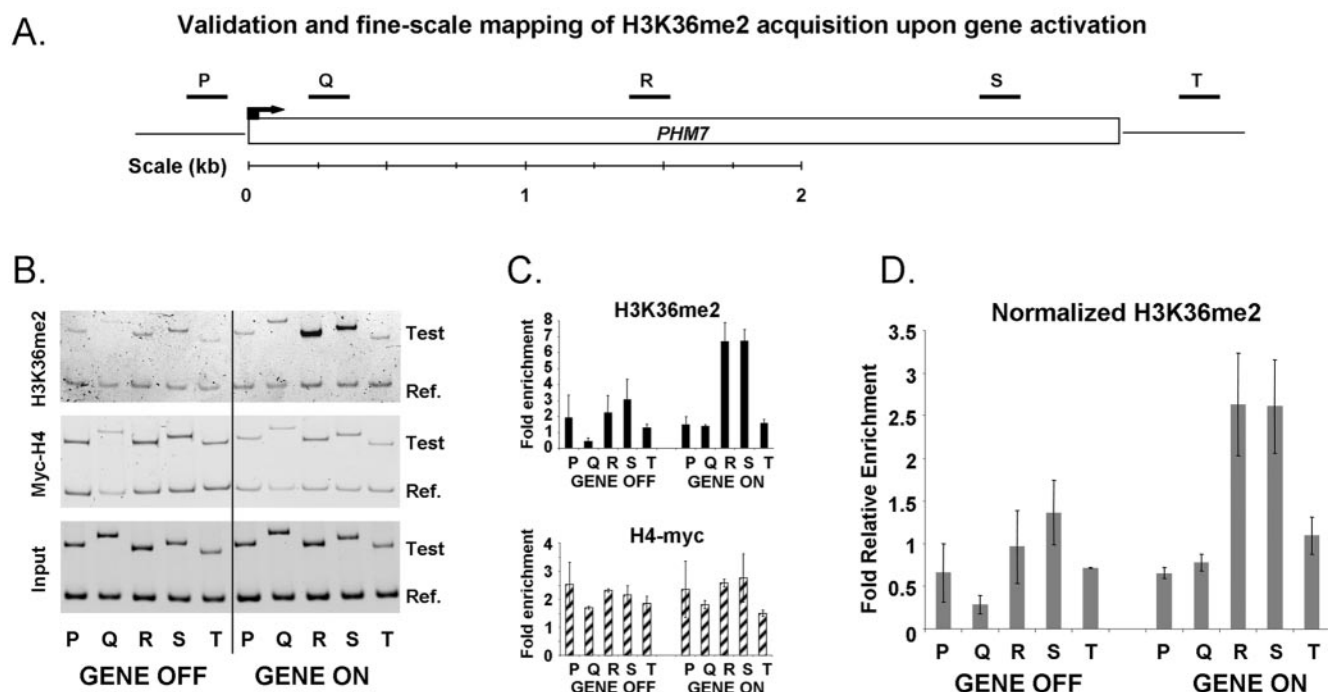 A.
Validation and fine-scale mapping of H3K36me2 acquisition upon gene activation
P Q R S T
PHM7
Scale (kb)
0 1 2
B.
H3K36me2
Test
Ref.
Myc-H4
Test
Ref.
Input
Test
Ref.
P Q R S T P Q R S T
GENE OFF GENE ON
C.
H3K36me2
Fold enrichment
8
7
6
5
4
3
2
1
0
P Q R S T P Q R S T
GENE OFF GENE ON
H4-myc
Fold enrichment
4
3
2
1
0
P Q R S T P Q R S T
GENE OFF GENE ON
D.
Normalized H3K36me2
Fold Relative Enrichment
3.5
3
2.5
2
1.5
1
0.5
0
P Q R S T P Q R S T
GENE OFF GENE ON